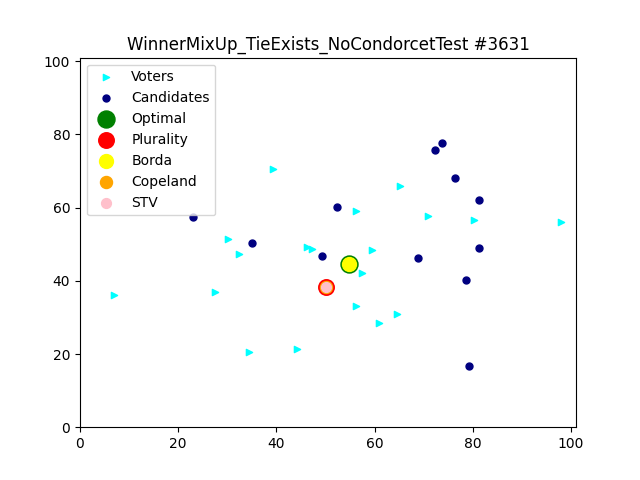 WinnerMixUp_TieExists_NoCondorcetTest #3631
100
80
60
40
20
0
0
20
40
60
80
100
Voters
Candidates
Optimal
Plurality
Borda
Copeland
STV